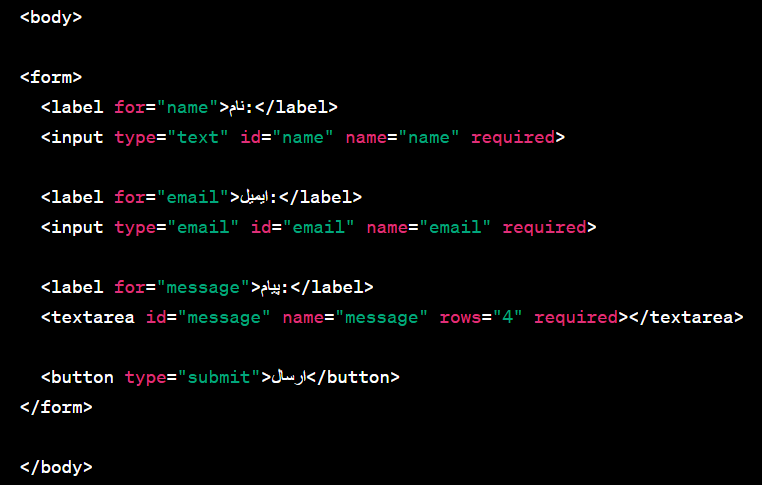 <body>
<form>
<label for="name">نام:</label>
<input type="text" id="name" name="name" required>
<label for="email">ایمیل:</label>
<input type="email" id="email" name="email" required>
<label for="message">پیام:</label>
<textarea id="message" name="message" rows="4" required></textarea>
<button type="submit">ارسال</button>
</form>
</body>